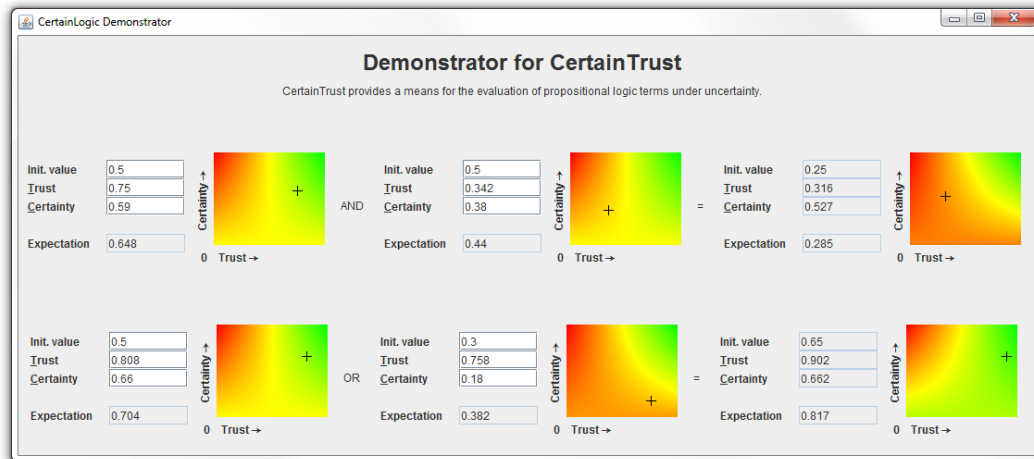 CertainLogic Demonstrator
Demonstrator for CertainTrust
CertainTrust provides a means for the evaluation of propositional logic terms under uncertainty.
Init. value 0.5
Trust 0.75
Certainty 0.59
Expectation 0.648
Certainty →
0 Trust →
AND
Init. value 0.5
Trust 0.342
Certainty 0.38
Expectation 0.44
Certainty →
0 Trust →
=
Init. value 0.25
Trust 0.316
Certainty 0.527
Expectation 0.285
Certainty →
0 Trust →
Init. value 0.5
Trust 0.808
Certainty 0.66
Expectation 0.704
Certainty →
0 Trust →
OR
Init. value 0.3
Trust 0.758
Certainty 0.18
Expectation 0.382
Certainty →
0 Trust →
=
Init. value 0.65
Trust 0.902
Certainty 0.662
Expectation 0.817
Certainty →
0 Trust →